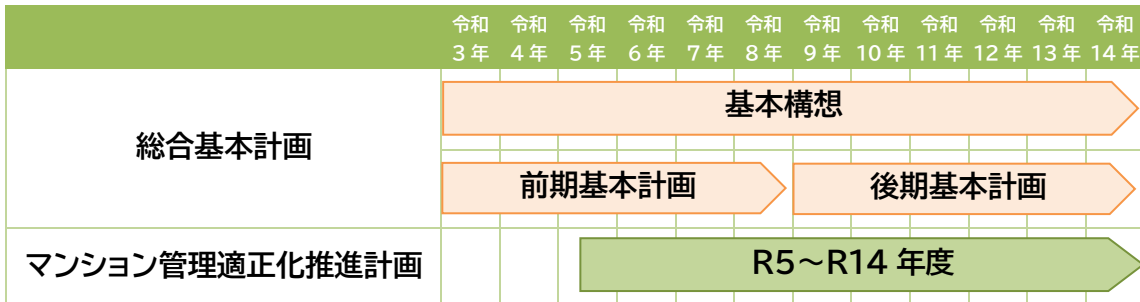 令和 令和 令和 令和 令和 令和 令和 令和 令和 令和 令和 令和
3年 4年 5年 6年 7年 8年 9年 10年 11年 12年 13年 14年
総合基本計画
基本構想
前期基本計画 後期基本計画
マンション管理適正化推進計画 R5～R14 年度